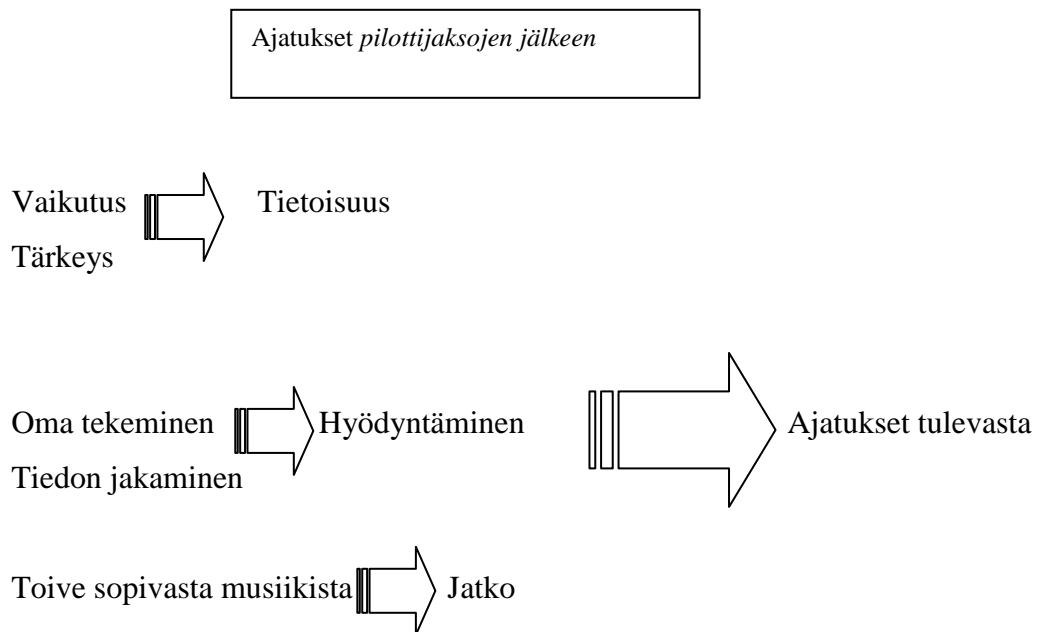 Ajatukset pilottijaksojen jälkeen
Vaikutus Tietoisuus
Tärkeys
Oma tekeminen Hyödyntäminen Ajatukset tulevasta
Tiedon jakaminen
Toive sopivasta musiikista Jatko